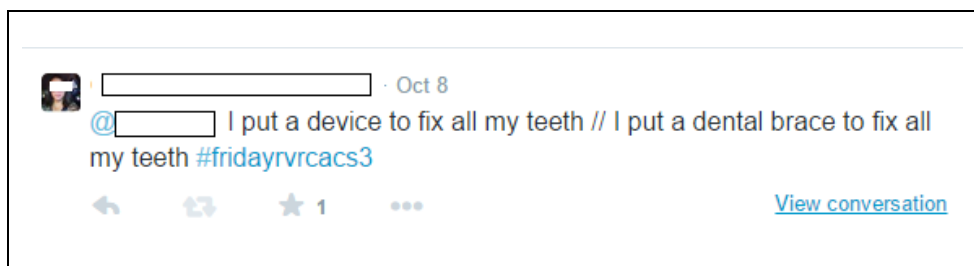 · Oct 8
@ I put a device to fix all my teeth // I put a dental brace to fix all
my teeth #fridayrvrcacs3
1 ••• View conversation